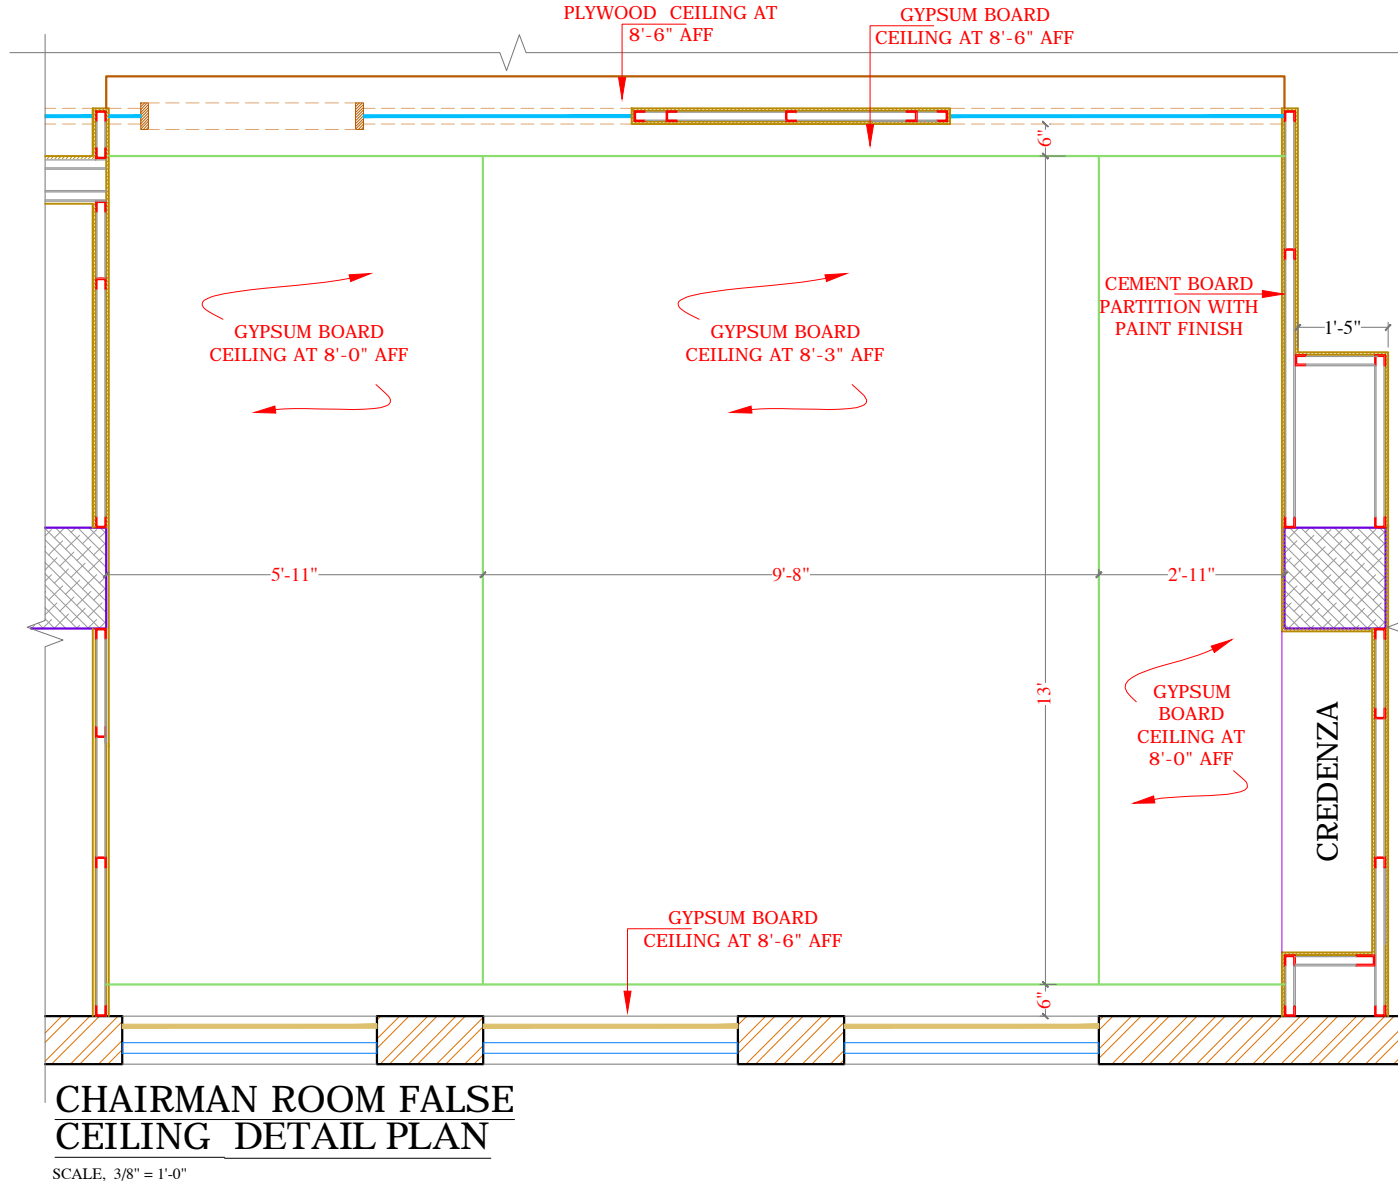 PLYWOOD CEILING AT
8'-6" AFF
GYPSUM BOARD
CEILING AT 8'-6" AFF
6"
GYPSUM BOARD
CEILING AT 8'-0" AFF
GYPSUM BOARD
CEILING AT 8'-3" AFF
CEMENT BOARD
PARTITION WITH
PAINT FINISH
1'-5"
5'-11"
9'-8"
2'-11"
13'
GYPSUM
BOARD
CEILING AT
8'-0" AFF
CREDENZA
GYPSUM BOARD
CEILING AT 8'-6" AFF
6"
CHAIRMAN ROOM FALSE
CEILING DETAIL PLAN
SCALE, 3/8" = 1'-0"